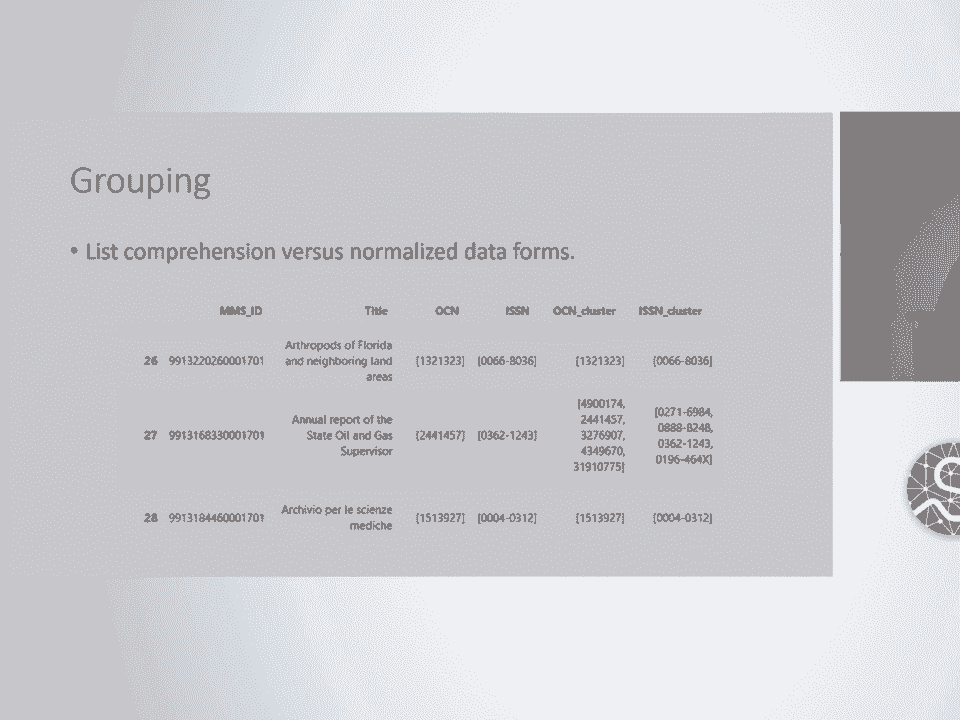 Grouping
• List comprehension versus normalized data forms.
MMS_ID Title OCN ISSN OCN_cluster ISSN_cluster
26 9913220260001701 Arthropods of Florida and neighboring land areas [1321323] [0066-8036] [1321323] [0066-8036]
27 9913168330001701 Annual report of the State Oil and Gas Supervisor [2441457] [0362-1243] [4900174, 2441457, 3276907, 4349670, 31910775] [0271-6984, 0888-8248, 0362-1243, 0196-464X]
28 9913184460001701 Archivio per le scienze mediche [1513927] [0004-0312] [1513927] [0004-0312]